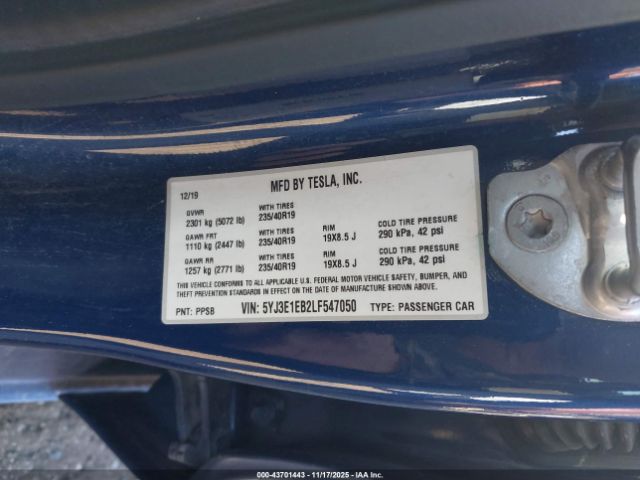 MFD BY TESLA, INC.
12/19
GVWR WITH TIRES
2301 kg (5072 lb) 235/40R19
GAWR FRT WITH TIRES RIM COLD TIRE PRESSURE
1110 kg (2447 lb) 235/40R19 19X8.5 J 290 kPa, 42 psi
GAWR RR WITH TIRES RIM COLD TIRE PRESSURE
1257 kg (2771 lb) 235/40R19 19X8.5 J 290 kPa, 42 psi
THIS VEHICLE CONFORMS TO ALL APPLICABLE U.S. FEDERAL MOTOR VEHICLE SAFETY, BUMPER, AND
THEFT PREVENTION STANDARDS IN EFFECT ON THE DATE OF MANUFACTURE SHOWN ABOVE.
PNT: PPSB VIN: 5YJ3E1EB2LF547050 TYPE: PASSENGER CAR
000-43701443 - 11/17/2025 - IAA Inc.